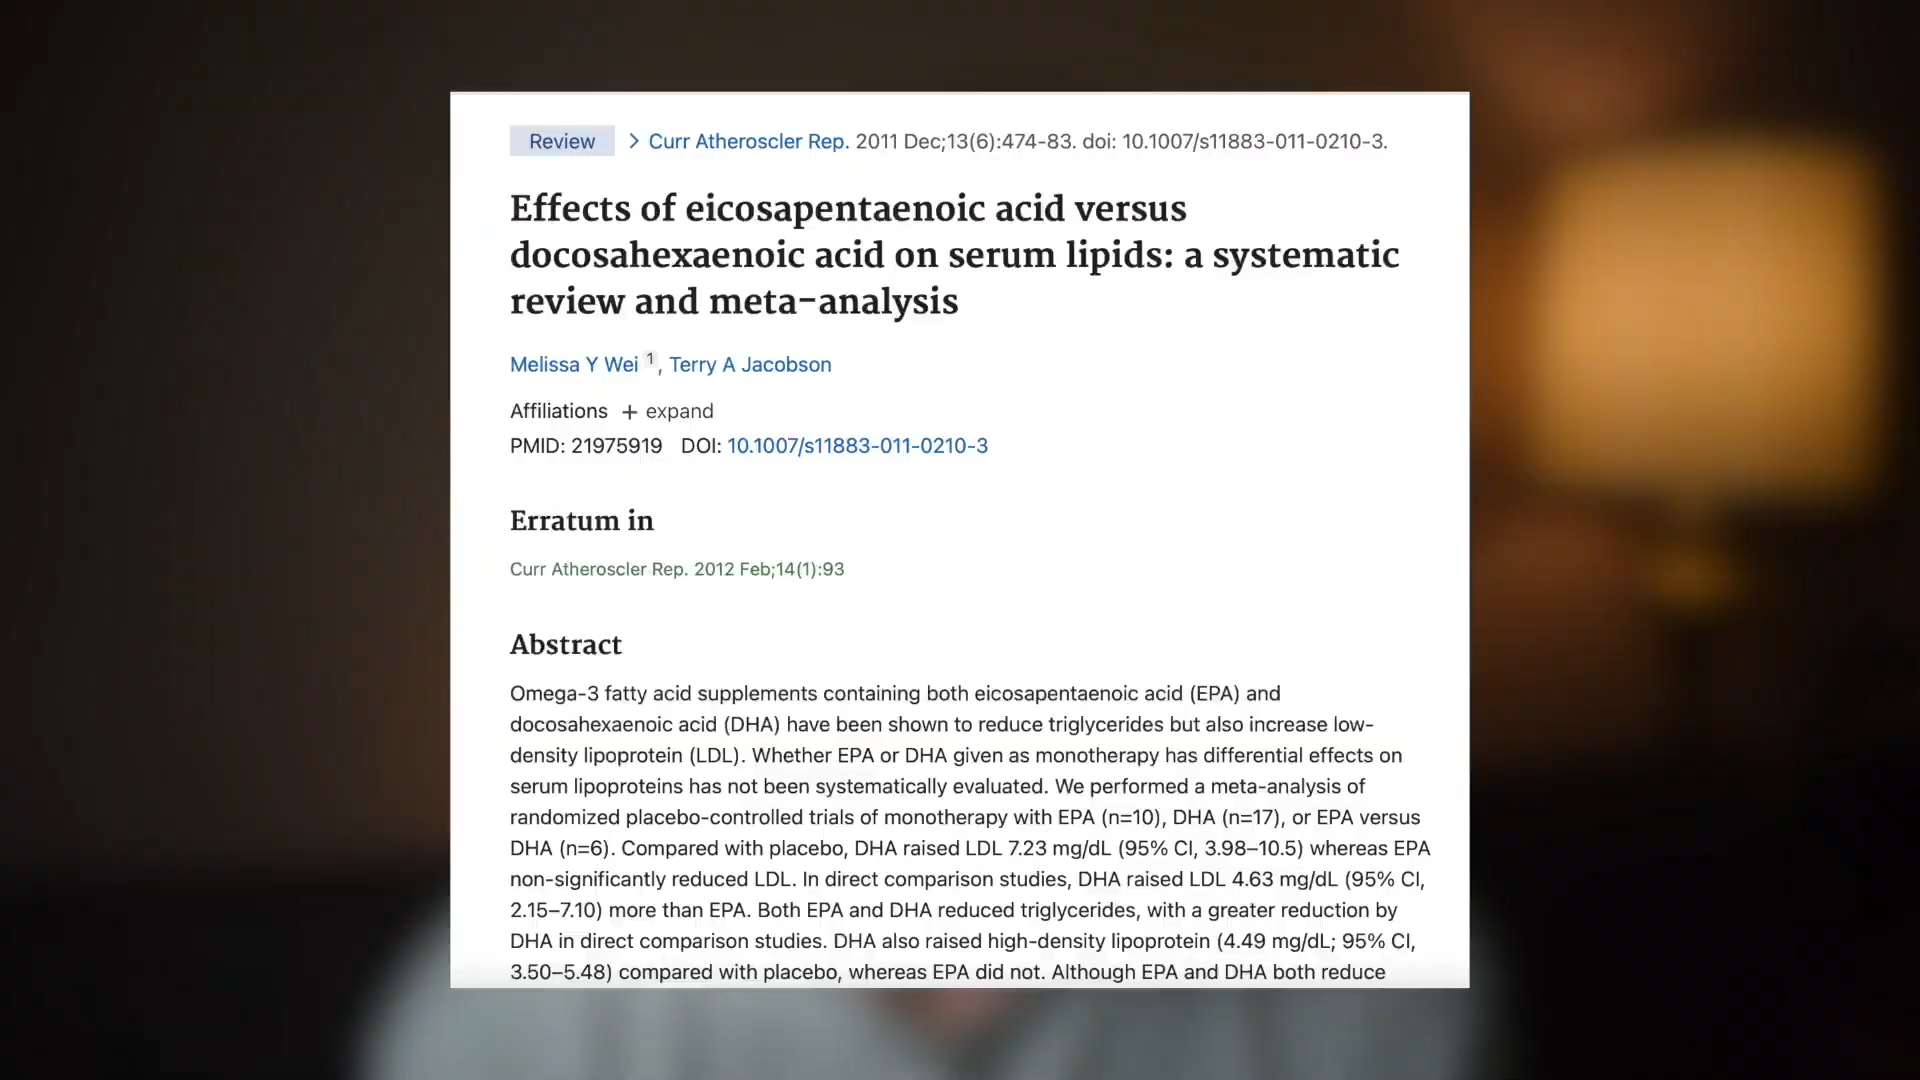 Review > Curr Atheroscler Rep. 2011 Dec;13(6):474-83. doi: 10.1007/s11883-011-0210-3.
Effects of eicosapentaenoic acid versus
docosahexaenoic acid on serum lipids: a systematic
review and meta-analysis
Melissa Y Wei 1, Terry A Jacobson
Affiliations + expand
PMID: 21975919 DOI: 10.1007/s11883-011-0210-3
Erratum in
Curr Atheroscler Rep. 2012 Feb;14(1):93
Abstract
Omega-3 fatty acid supplements containing both eicosapentaenoic acid (EPA) and
docosahexaenoic acid (DHA) have been shown to reduce triglycerides but also increase low-
density lipoprotein (LDL). Whether EPA or DHA given as monotherapy has differential effects on
serum lipoproteins has not been systematically evaluated. We performed a meta-analysis of
randomized placebo-controlled trials of monotherapy with EPA (n=10), DHA (n=17), or EPA versus
DHA (n=6). Compared with placebo, DHA raised LDL 7.23 mg/dL (95% CI, 3.98–10.5) whereas EPA
non-significantly reduced LDL. In direct comparison studies, DHA raised LDL 4.63 mg/dL (95% CI,
2.15–7.10) more than EPA. Both EPA and DHA reduced triglycerides, with a greater reduction by
DHA in direct comparison studies. DHA also raised high-density lipoprotein (4.49 mg/dL; 95% CI,
3.50–5.48) compared with placebo, whereas EPA did not. Although EPA and DHA both reduce